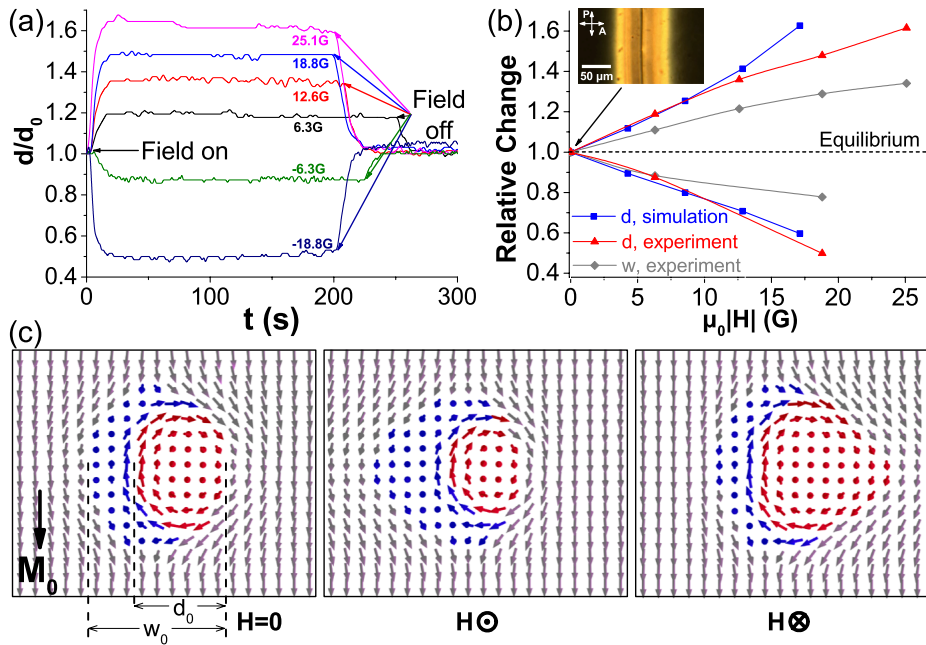 (a)
d/d0
1.6
1.4
1.2
1.0
0.8
0.6
0.4
25.1G
18.8G
12.6G
6.3G
-6.3G
-18.8G
Field on
Field
off
0
100
200
300
t (s)
(b)
P
A
50 µm
Relative Change
1.6
1.4
1.2
1.0
0.8
0.6
0.4
Equilibrium
d, simulation
d, experiment
w, experiment
0
5
10
15
20
25
µ0|H| (G)
(c)
M0
d0
w0
H=0
H⊙
H⊗